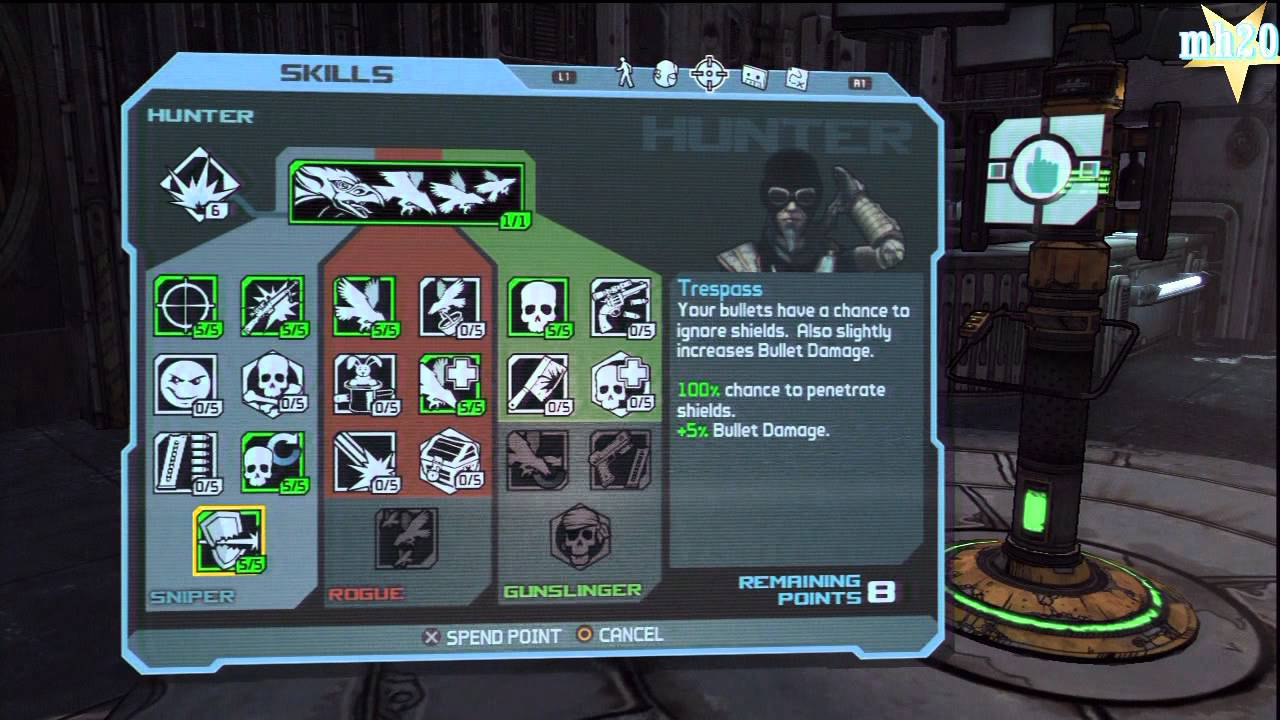 mh20
SKILLS
L1
R1
HUNTER
HUNTER
6
1/1
5/5
5/5
5/5
0/5
5/5
0/5
0/5
0/5
0/5
5/5
0/5
0/5
0/5
5/5
0/5
0/5
5/5
Trespass
Your bullets have a chance to
ignore shields. Also slightly
increases Bullet Damage.
100% chance to penetrate
shields.
+5% Bullet Damage.
SNIPER
ROGUE
GUNSLINGER
REMAINING
POINTS 8
SPEND POINT
CANCEL